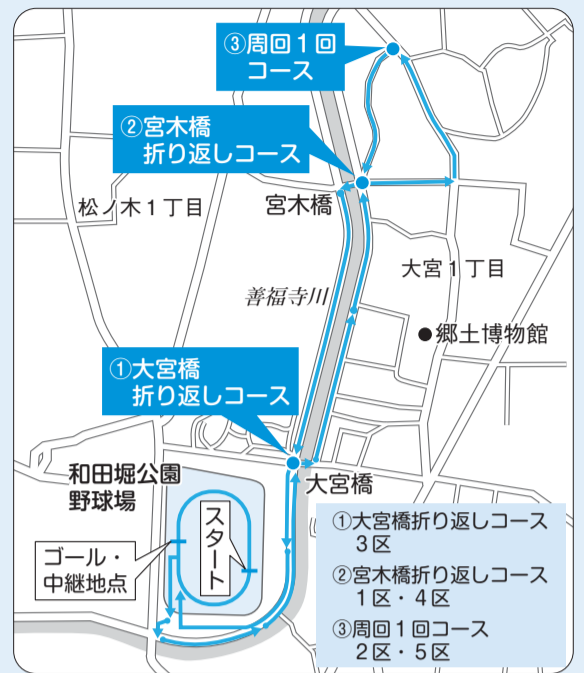 ③周回1回
コース
②宮木橋
折り返しコース
松ノ木1丁目
宮木橋
大宮1丁目
善福寺川
●郷土博物館
①大宮橋
折り返しコース
和田堀公園
野球場
大宮橋
スタート
ゴール・
中継地点
①大宮橋折り返しコース
3区
②宮木橋折り返しコース
1区・4区
③周回1回コース
2区・5区